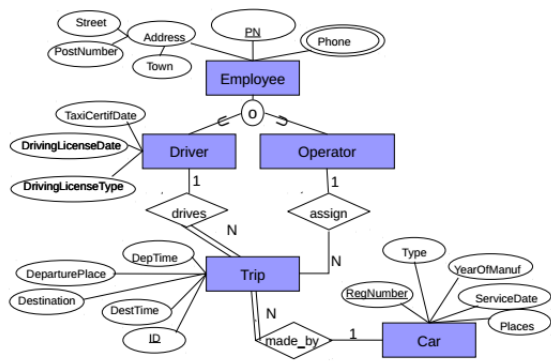 Street
PN
Address
Phone
PostNumber
Town
Employee
TaxiCertifDate
o
DrivingLicenseDate
Driver
Operator
DrivingLicenseType
1
1
drives
assign
N
DepTime
Type
N
DeparturePlace
Trip
YearOfManuf
RegNumber
ServiceDate
Destination
DestTime
N
Places
ID
made_by
1
Car